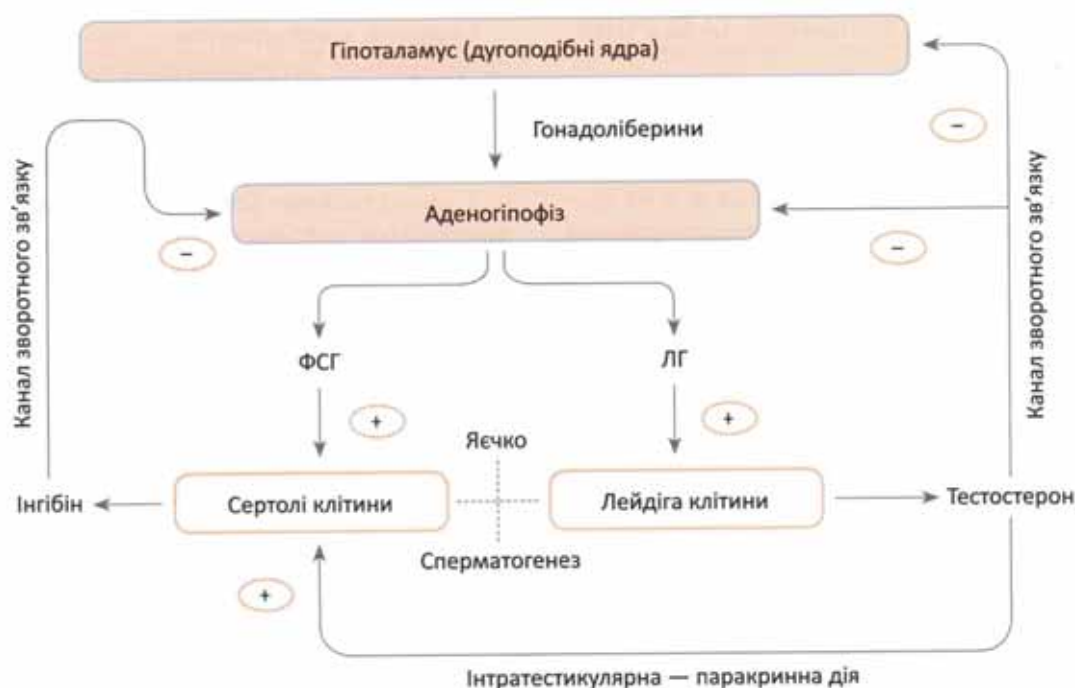 Гіпоталамус (дугоподібні ядра)
Гонадоліберини
−
Канал зворотного зв’язку
Канал зворотного зв’язку
Аденогіпофіз
−
−
ФСГ
ЛГ
+
+
Яєчко
Інгібін
Сертолі клітини
Лейдіга клітини
Тестостерон
Сперматогенез
+
Інтратестикулярна — паракринна дія